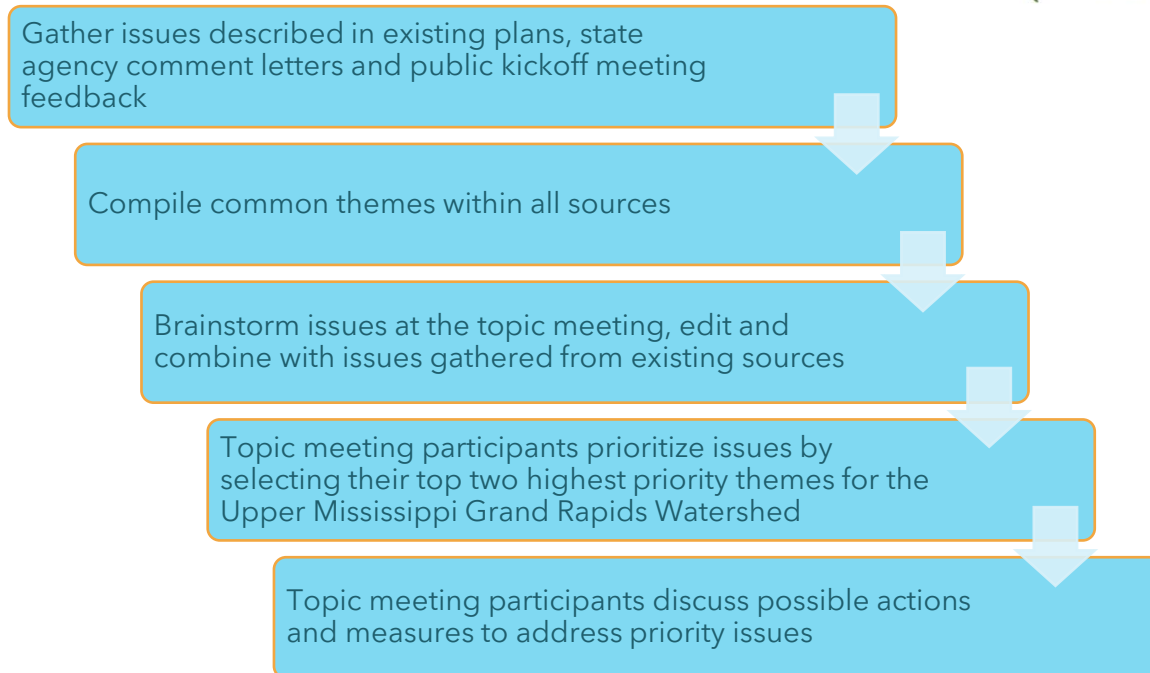 Gather issues described in existing plans, state
agency comment letters and public kickoff meeting
feedback
Compile common themes within all sources
Brainstorm issues at the topic meeting, edit and
combine with issues gathered from existing sources
Topic meeting participants prioritize issues by
selecting their top two highest priority themes for the
Upper Mississippi Grand Rapids Watershed
Topic meeting participants discuss possible actions
and measures to address priority issues